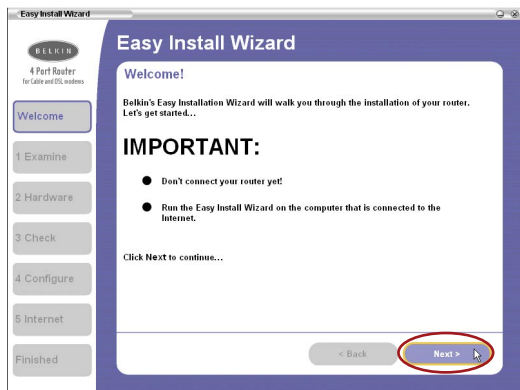 Easy Install Wizard
BELKIN
4 Port Router
for Cable and DSL modems
Welcome
1 Examine
2 Hardware
3 Check
4 Configure
5 Internet
Finished
Easy Install Wizard
Welcome!
Belkin's Easy Installation Wizard will walk you through the installation of your router.
Let's get started...
IMPORTANT:
● Don't connect your router yet!
● Run the Easy Install Wizard on the computer that is connected to the
Internet.
Click Next to continue...
< Back
Next >